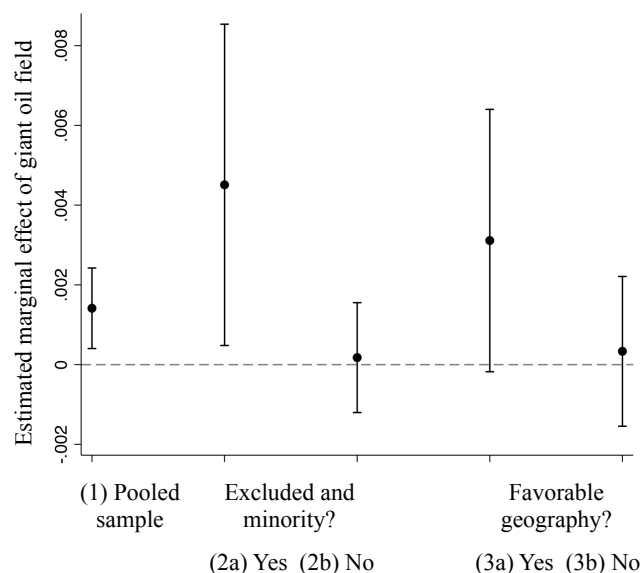 Estimated marginal effect of giant oil field
.008
.006
.004
.002
0
-.002
(1) Pooled
sample
Excluded and
minority?
(2a) Yes (2b) No
Favorable
geography?
(3a) Yes (3b) No